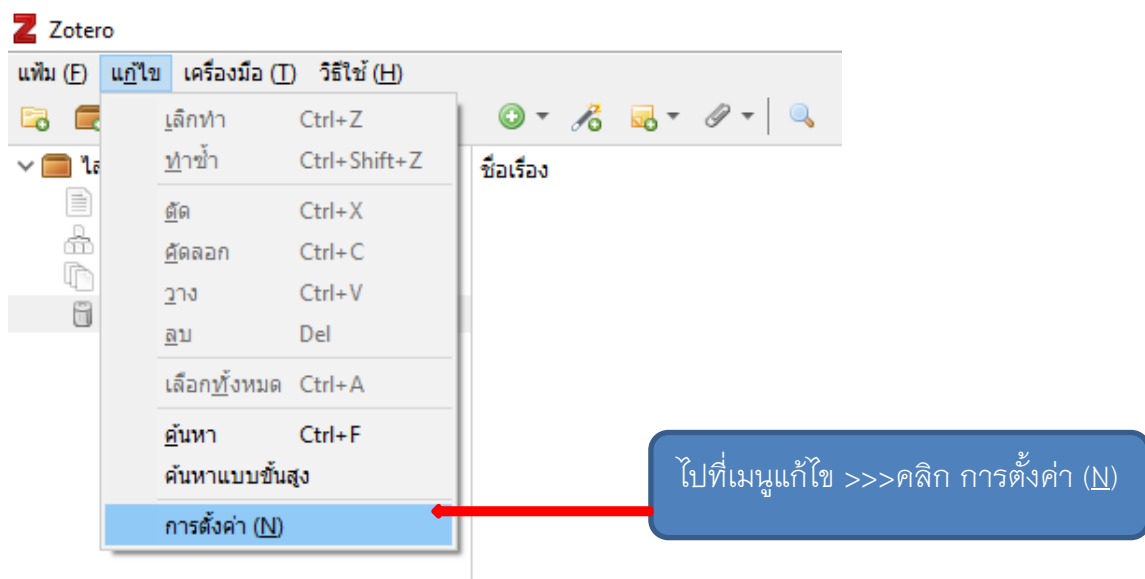 Zotero
แฟ้ม (F) แก้ไข เครื่องมือ (T) วิธีใช้ (H)
เลิกทำ Ctrl+Z
ทำซ้ำ Ctrl+Shift+Z
ชื่อเรื่อง
ตัด Ctrl+X
คัดลอก Ctrl+C
วาง Ctrl+V
ลบ Del
เลือกทั้งหมด Ctrl+A
ค้นหา Ctrl+F
ค้นหาแบบขั้นสูง
การตั้งค่า (N)
ไปที่เมนูแก้ไข >>>คลิก การตั้งค่า (N)